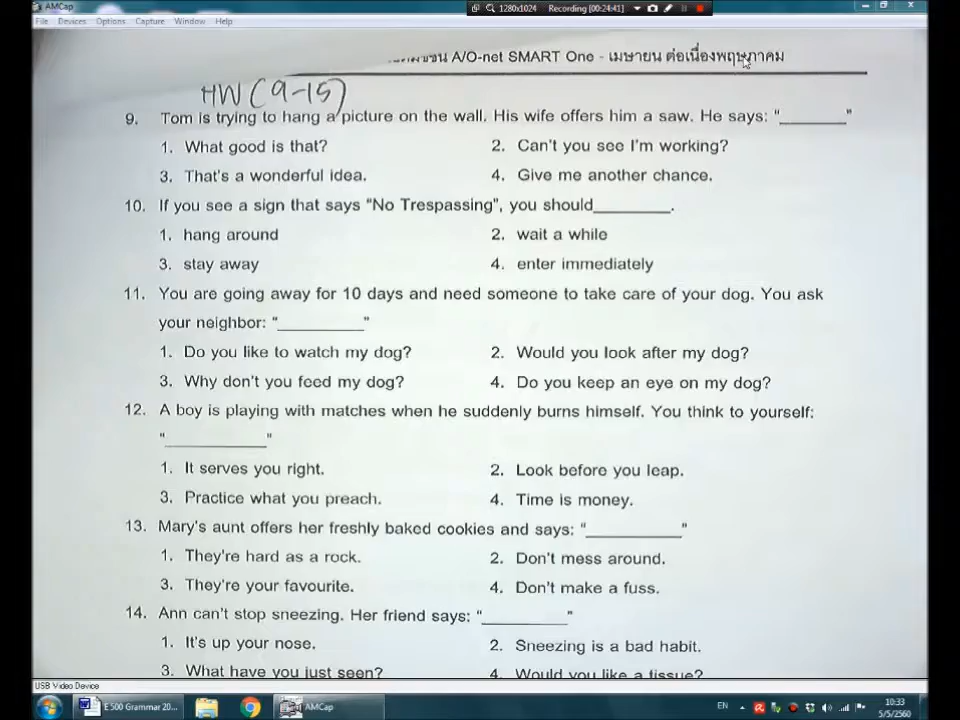 AMCap
1280x1024
Recording [00:24:41]
File Devices Options Capture Window Help
A/O-net SMART One - เมษายน ต่อเนื่องพฤษภาคม
HW (9-15)
9. Tom is trying to hang a picture on the wall. His wife offers him a saw. He says: "_______"
1. What good is that? 2. Can't you see I'm working?
3. That's a wonderful idea. 4. Give me another chance.
10. If you see a sign that says "No Trespassing", you should________.
1. hang around 2. wait a while
3. stay away 4. enter immediately
11. You are going away for 10 days and need someone to take care of your dog. You ask
your neighbor: "_________"
1. Do you like to watch my dog? 2. Would you look after my dog?
3. Why don't you feed my dog? 4. Do you keep an eye on my dog?
12. A boy is playing with matches when he suddenly burns himself. You think to yourself:
"___________"
1. It serves you right. 2. Look before you leap.
3. Practice what you preach. 4. Time is money.
13. Mary's aunt offers her freshly baked cookies and says: "__________"
1. They're hard as a rock. 2. Don't mess around.
3. They're your favourite. 4. Don't make a fuss.
14. Ann can't stop sneezing. Her friend says: "_________"
1. It's up your nose. 2. Sneezing is a bad habit.
3. What have you just seen? 4. Would you like a tissue?
USB Video Device
E 500 Grammar 20...
AMCap
EN
10:33
5/5/2560